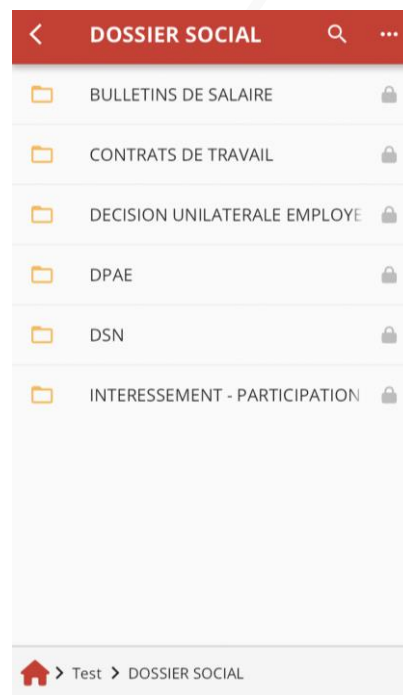 DOSSIER SOCIAL
BULLETINS DE SALAIRE
CONTRATS DE TRAVAIL
DECISION UNILATERALE EMPLOYE
DPAE
DSN
INTERESSEMENT - PARTICIPATION
Test > DOSSIER SOCIAL